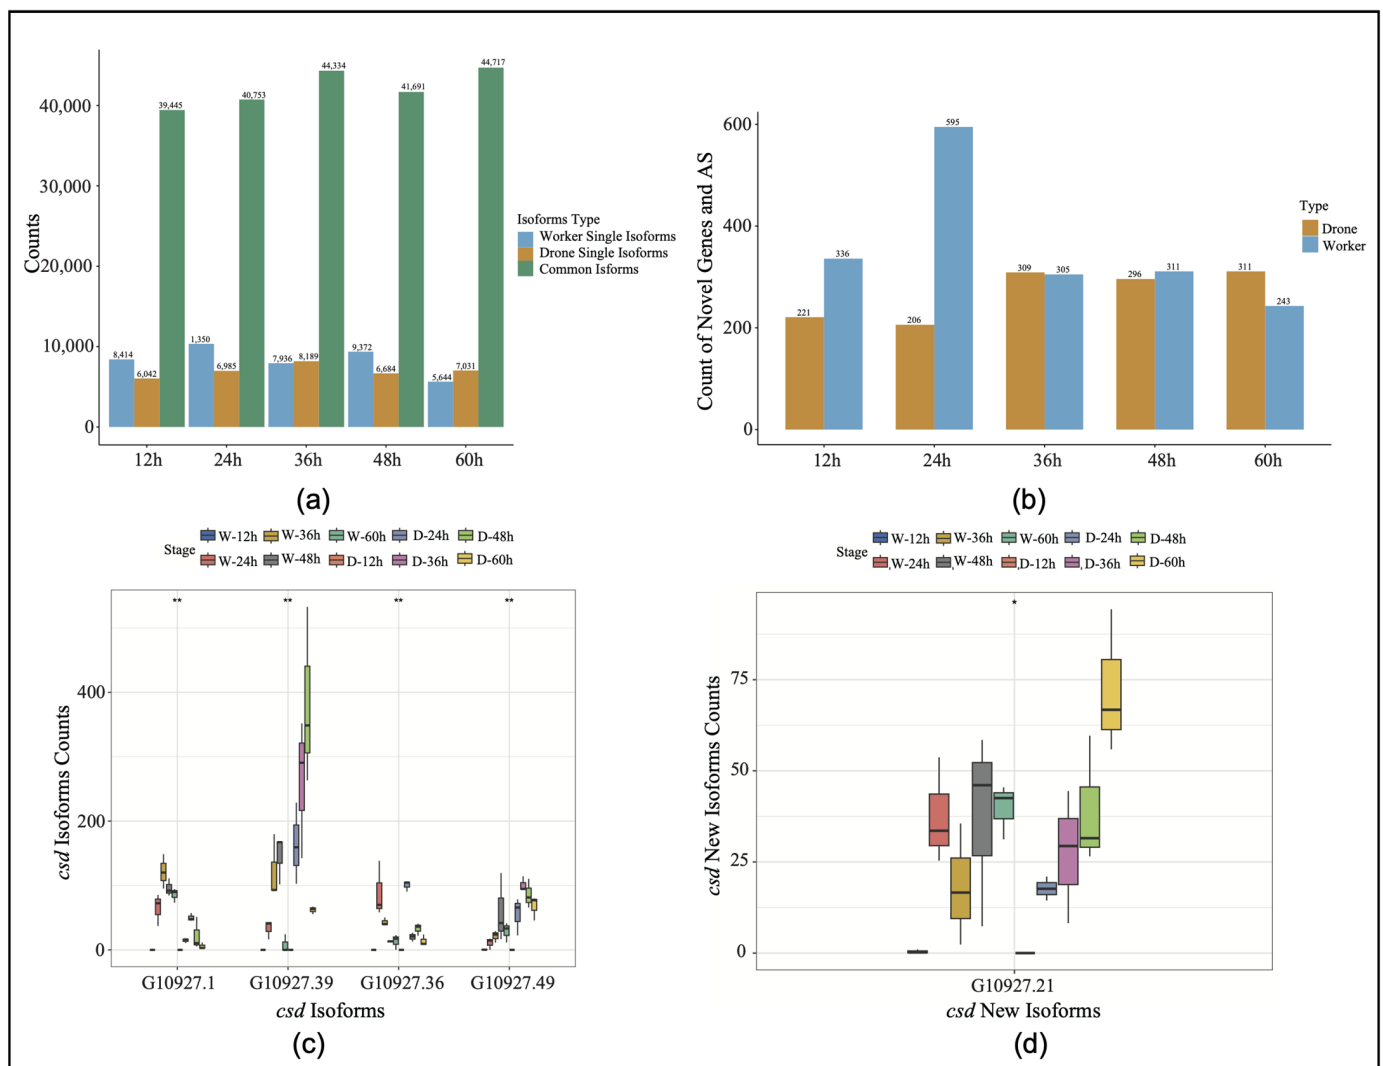 44,334
44,717
41,691
40,753
39,445
40,000
30,000
20,000
10,000
0
Counts
8,414
6,042
1,350
6,985
7,936
8,189
9,372
6,684
5,644
7,031
12h 24h 36h 48h 60h
Isoforms Type
Worker Single Isoforms
Drone Single Isoforms
Common Isforms
(a)
Count of Novel Genes and AS
600
400
200
0
336
221
595
206
309
305
296
311
311
243
12h 24h 36h 48h 60h
Type
Drone
Worker
(b)
Stage
W-12h W-36h W-60h D-24h D-48h
W-24h W-48h D-12h D-36h D-60h
** ** ** **
csd Isoforms Counts
400
200
0
G10927.1 G10927.39 G10927.36 G10927.49
csd Isoforms
(c)
Stage
W-12h W-36h W-60h D-24h D-48h
W-24h W-48h D-12h D-36h D-60h
*
csd New Isoforms Counts
75
50
25
0
G10927.21
csd New Isoforms
(d)